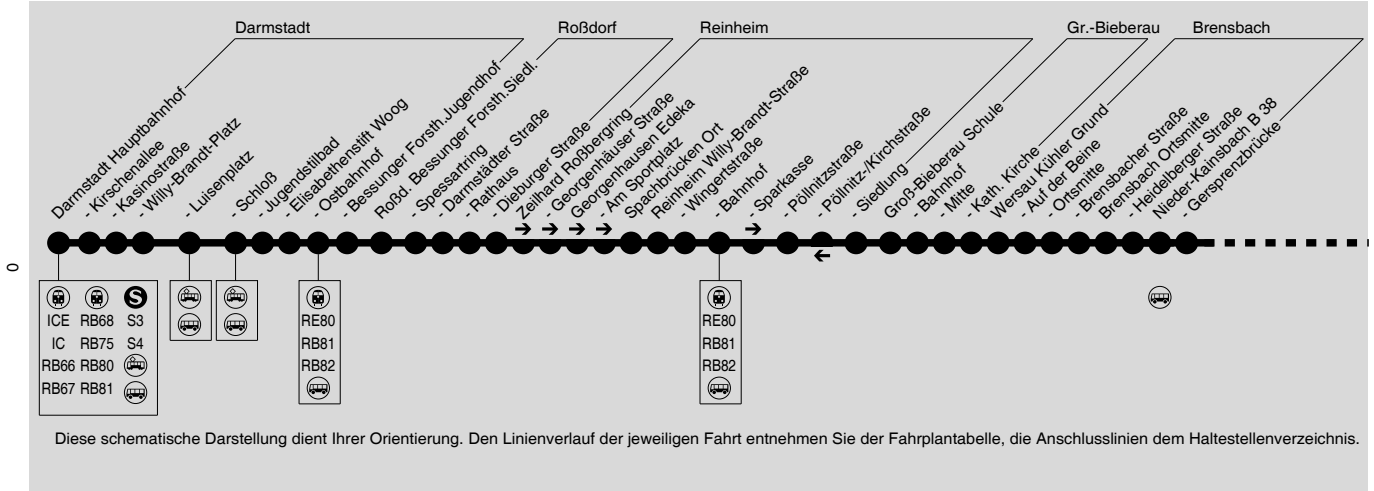 Darmstadt
Roßdorf
Reinheim
Gr.-Bieberau
Brensbach
Darmstadt Hauptbahnhof
- Kirschenallee
- Kasinostraße
- Willy-Brandt-Platz
- Luisenplatz
- Schloß
- Jugendstilbad
- Elisabethenstift Woog
- Ostbahnhof
- Bessunger Forsth.Jugendhof
Roßd. Bessunger Forsth.Siedl.
- Spessartring
- Darmstädter Straße
- Rathaus
- Dieburger Straße
Zeilhard Roßbergring
- Georgenhäuser Straße
Georgenhausen Edeka
- Am Sportplatz
Spachbrücken Ort
Reinheim Willy-Brandt-Straße
- Wingertstraße
- Bahnhof
- Sparkasse
- Pöllnitzstraße
- Pöllnitz-/Kirchstraße
- Siedlung
Groß-Bieberau Schule
- Bahnhof
- Mitte
- Kath. Kirche
Wersau Kühler Grund
- Auf der Beine
- Ortsmitte
- Brensbacher Straße
Brensbach Ortsmitte
- Heidelberger Straße
Nieder-Kainsbach B 38
- Gersprenzbrücke
0
S
ICE RB68 S3
IC RB75 S4
RB66 RB80
RB67 RB81
RE80
RB81
RB82
RE80
RB81
RB82
Diese schematische Darstellung dient Ihrer Orientierung. Den Linienverlauf der jeweiligen Fahrt entnehmen Sie der Fahrplantabelle, die Anschlusslinien dem Haltestellenverzeichnis.